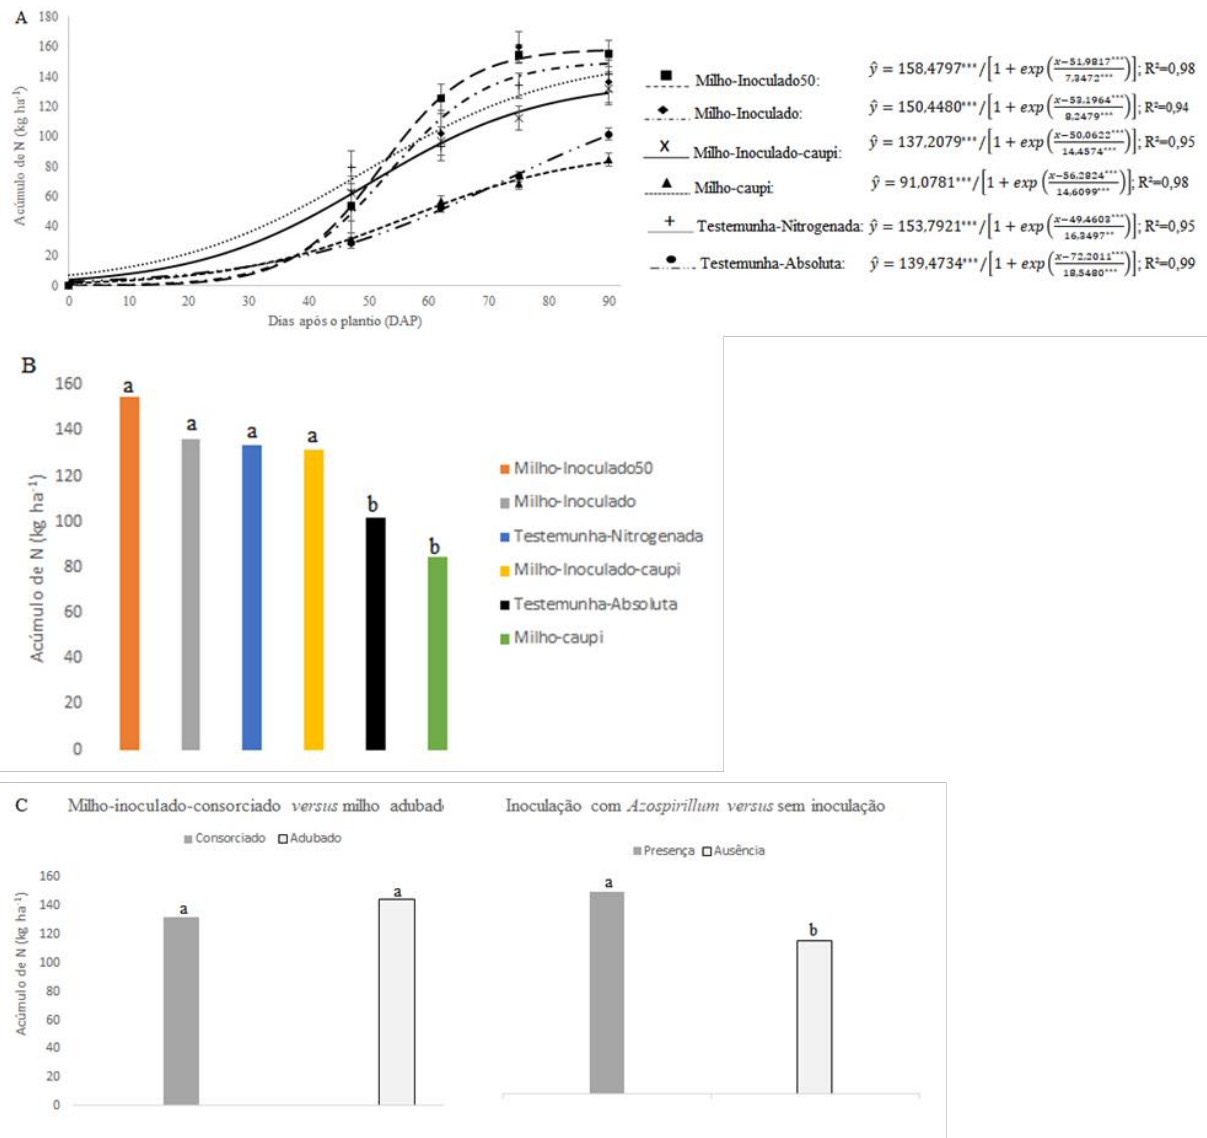 A
180
160
140
120
100
80
60
40
20
0
Acúmulo de N (kg ha⁻¹)
0 10 20 30 40 50 60 70 80 90
Dias após o plantio (DAP)
Milho-Inoculado50: ŷ = 158,4797***/[1 + exp((x−51,9817***)/(7,3472***))]; R²=0,98
Milho-Inoculado: ŷ = 150,4480***/[1 + exp((x−53,1964***)/(8,2479***))]; R²=0,94
Milho-Inoculado-caupi: ŷ = 137,2079***/[1 + exp((x−50,0622***)/(14,4574***))]; R²=0,95
Milho-caupi: ŷ = 91,0781***/[1 + exp((x−56,2824***)/(14,6099***))]; R²=0,98
Testemunha-Nitrogenada: ŷ = 153,7921***/[1 + exp((x−49,4603***)/(16,3497**))]; R²=0,95
Testemunha-Absoluta: ŷ = 139,4734***/[1 + exp((x−72,2011***)/(18,5480***))]; R²=0,99
B
160
140
120
100
80
60
40
20
0
Acúmulo de N (kg ha⁻¹)
a a a a b b
Milho-Inoculado50
Milho-Inoculado
Testemunha-Nitrogenada
Milho-Inoculado-caupi
Testemunha-Absoluta
Milho-caupi
C
Milho-inoculado-consorciado versus milho adubad
Consorciado Adubado
160
140
120
100
80
60
40
20
0
Acúmulo de N (kg ha⁻¹)
a a
Inoculação com Azospirillum versus sem inoculação
Presença Ausência
a b